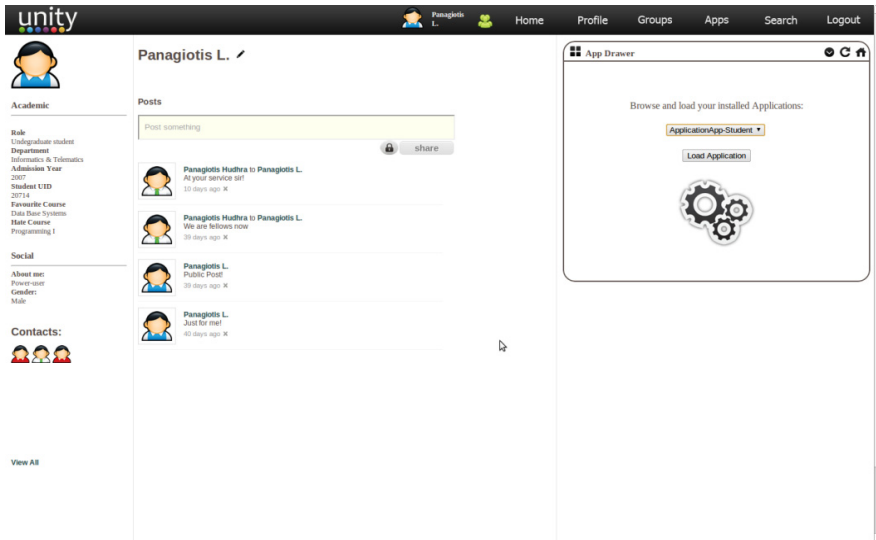 unity
Panagiotis
L.
Home
Profile
Groups
Apps
Search
Logout
Academic
Role
Undegraduate student
Department
Informatics & Telematics
Admission Year
2007
Student UID
20714
Favourite Course
Data Base Systems
Hate Course
Programming I
Social
About me:
Power-user
Gender:
Male
Contacts:
View All
Panagiotis L.
Posts
Post something
share
Panagiotis Hudhra to Panagiotis L.
At your service sir!
10 days ago
Panagiotis Hudhra to Panagiotis L.
We are fellows now
39 days ago
Panagiotis L.
Public Post!
39 days ago
Panagiotis L.
Just for me!
40 days ago
App Drawer
Browse and load your installed Applications:
ApplicationApp-Student
Load Application